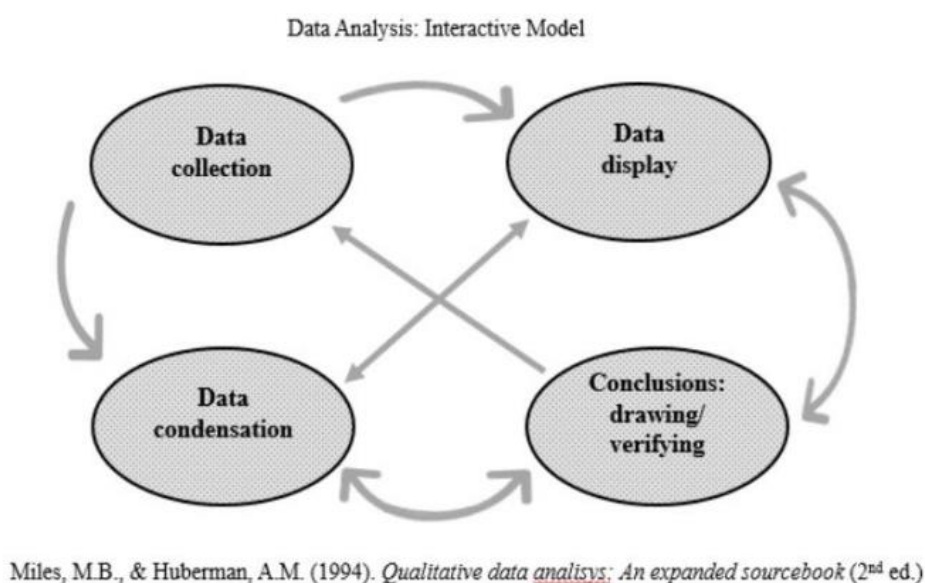 Data Analysis: Interactive Model
Data
collection
Data
display
Data
condensation
Conclusions:
drawing/
verifying
Miles, M.B., & Huberman, A.M. (1994). Qualitative data analisys: An expanded sourcebook (2nd ed.)